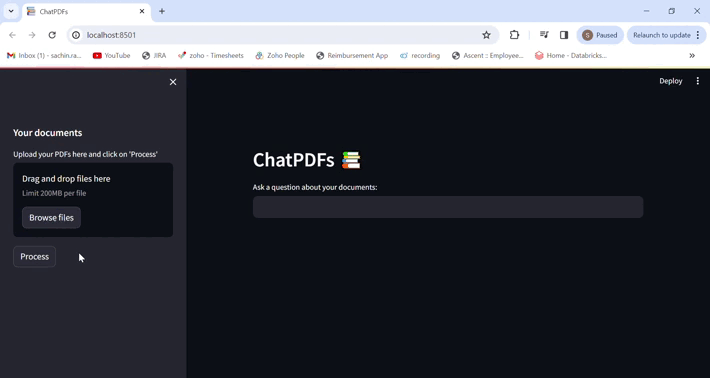 ChatPDFs
localhost:8501
S
Paused
Relaunch to update
Inbox (1) - sachin.ra...
YouTube
JIRA
zoho - Timesheets
Zoho People
Reimbursement App
recording
Ascent :: Employee...
Home - Databricks...
Deploy
Your documents
Upload your PDFs here and click on 'Process'
Drag and drop files here
Limit 200MB per file
Browse files
Process
ChatPDFs
Ask a question about your documents: